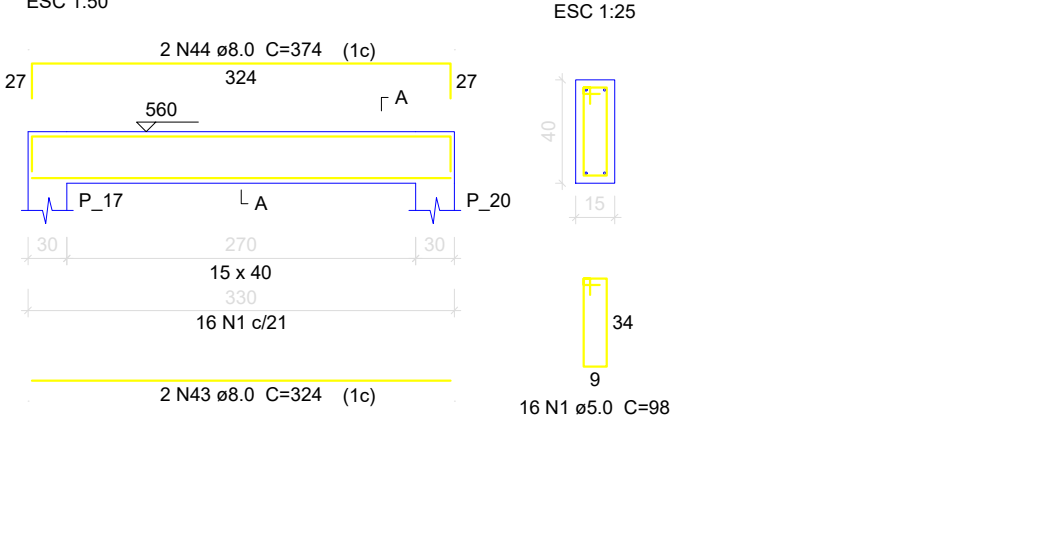 ESC 1:50
ESC 1:25
2 N44 ø8.0 C=374 (1c)
27
324
27
A
560
40
P_17
A
P_20
15
30
270
30
15 x 40
330
16 N1 c/21
34
9
2 N43 ø8.0 C=324 (1c)
16 N1 ø5.0 C=98